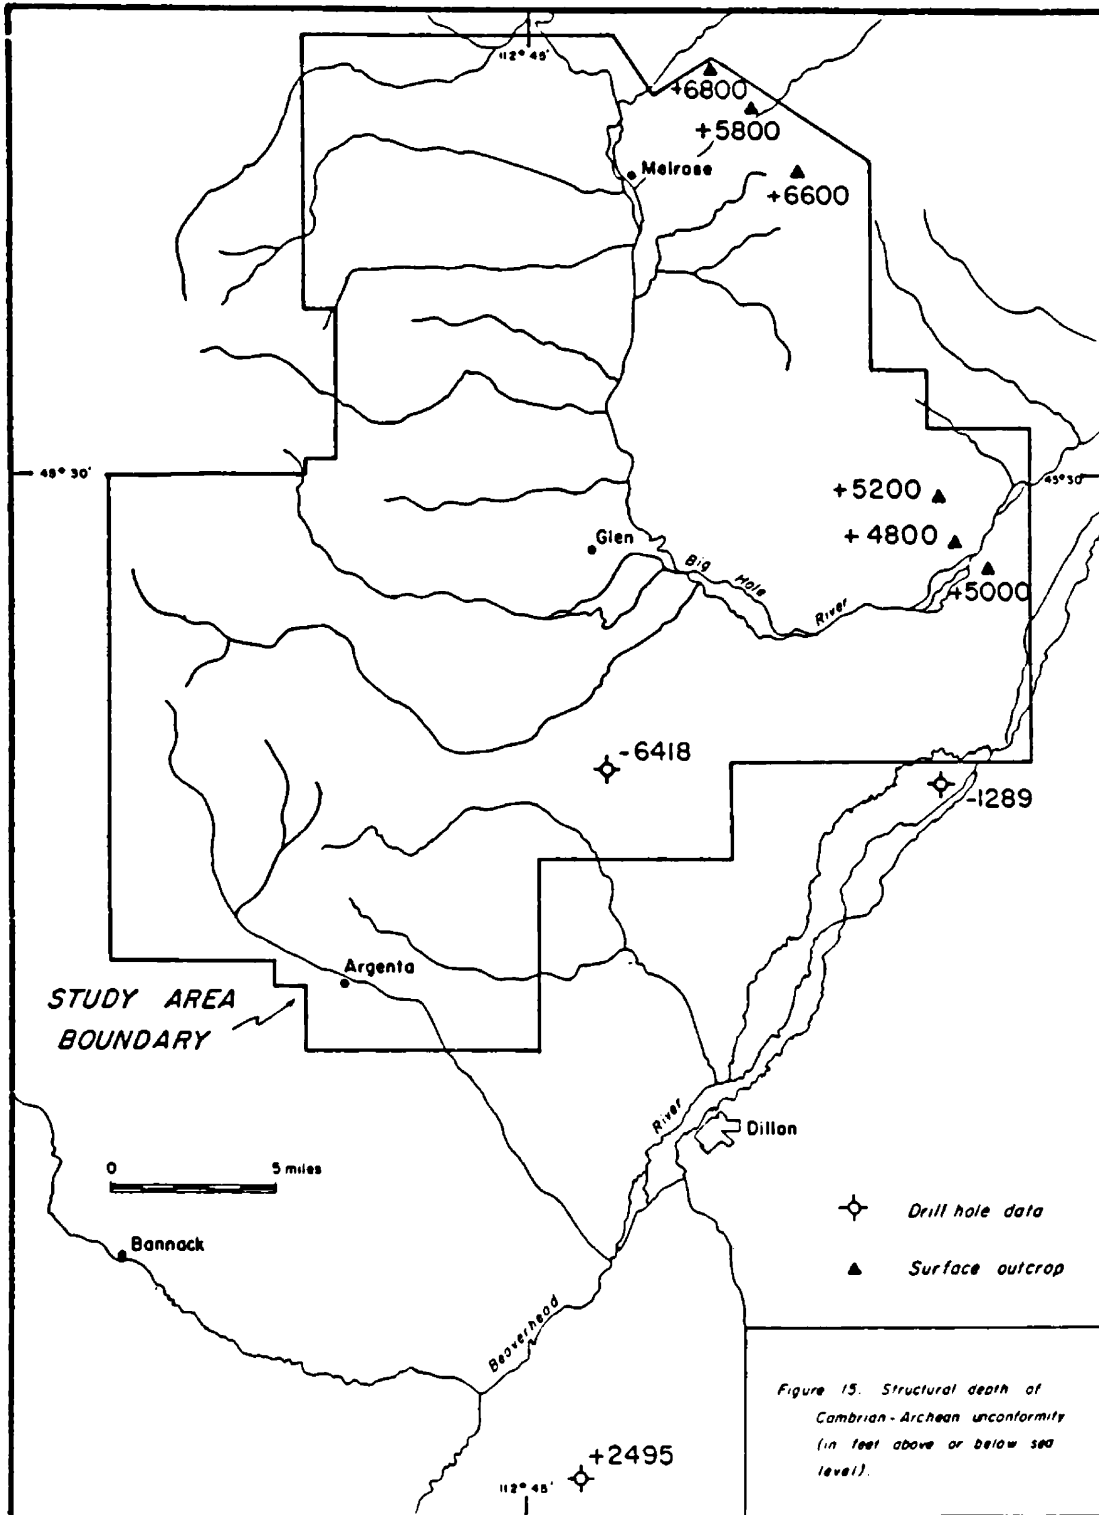 112° 45'
+6800
+5800
Melrose
+6600
45° 30'
45° 30'
+5200
+4800
+5000
Glen
Big Hole River
-6418
-1289
Argenta
STUDY AREA
BOUNDARY
River
Dillon
0 5 miles
Bannack
Beaverhead
Drill hole data
Surface outcrop
+2495
112° 45'
Figure 15. Structural depth of
Cambrian-Archean unconformity
(in feet above or below sea
level).